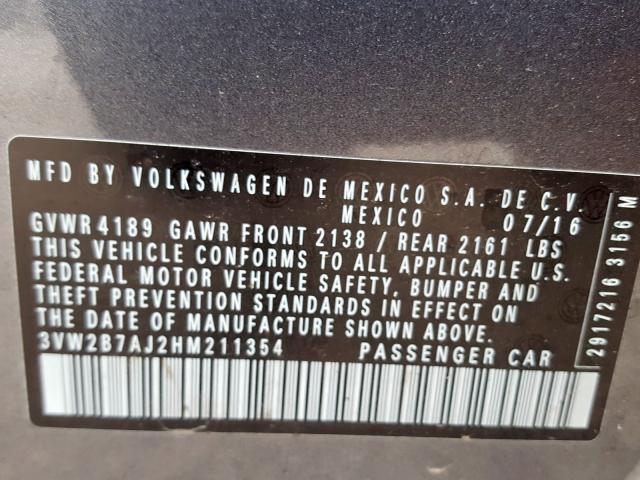 MFD BY VOLKSWAGEN DE MEXICO S.A. DE C.V.
MEXICO 07/16
GVWR 4189 GAWR FRONT 2138 / REAR 2161 LBS
THIS VEHICLE CONFORMS TO ALL APPLICABLE U.S.
FEDERAL MOTOR VEHICLE SAFETY, BUMPER AND
THEFT PREVENTION STANDARDS IN EFFECT ON
THE DATE OF MANUFACTURE SHOWN ABOVE.
3VW2B7AJ2HM211354 PASSENGER CAR
2917216 3156 M